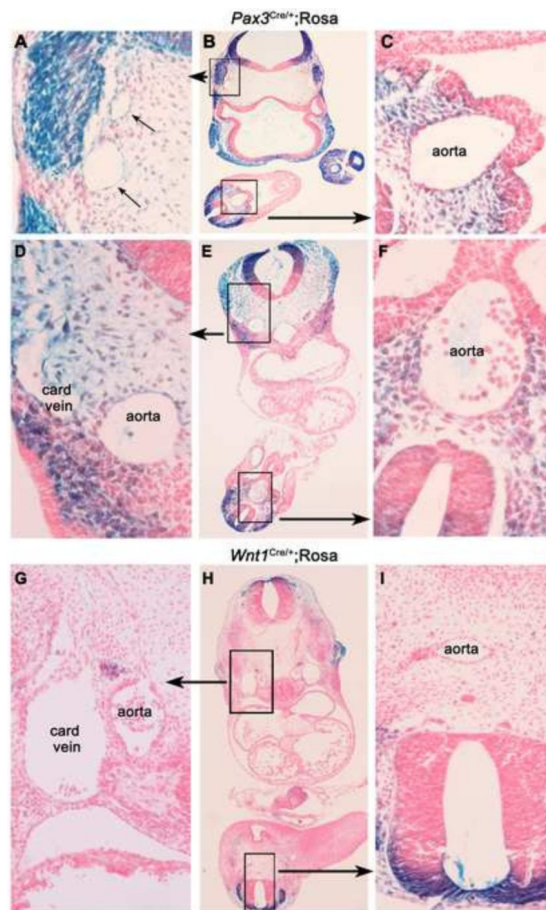 Pax3Cre/+;Rosa
A
B
C
aorta
D
E
F
card
vein
aorta
aorta
Wnt1Cre/+;Rosa
G
H
I
card
vein
aorta
aorta